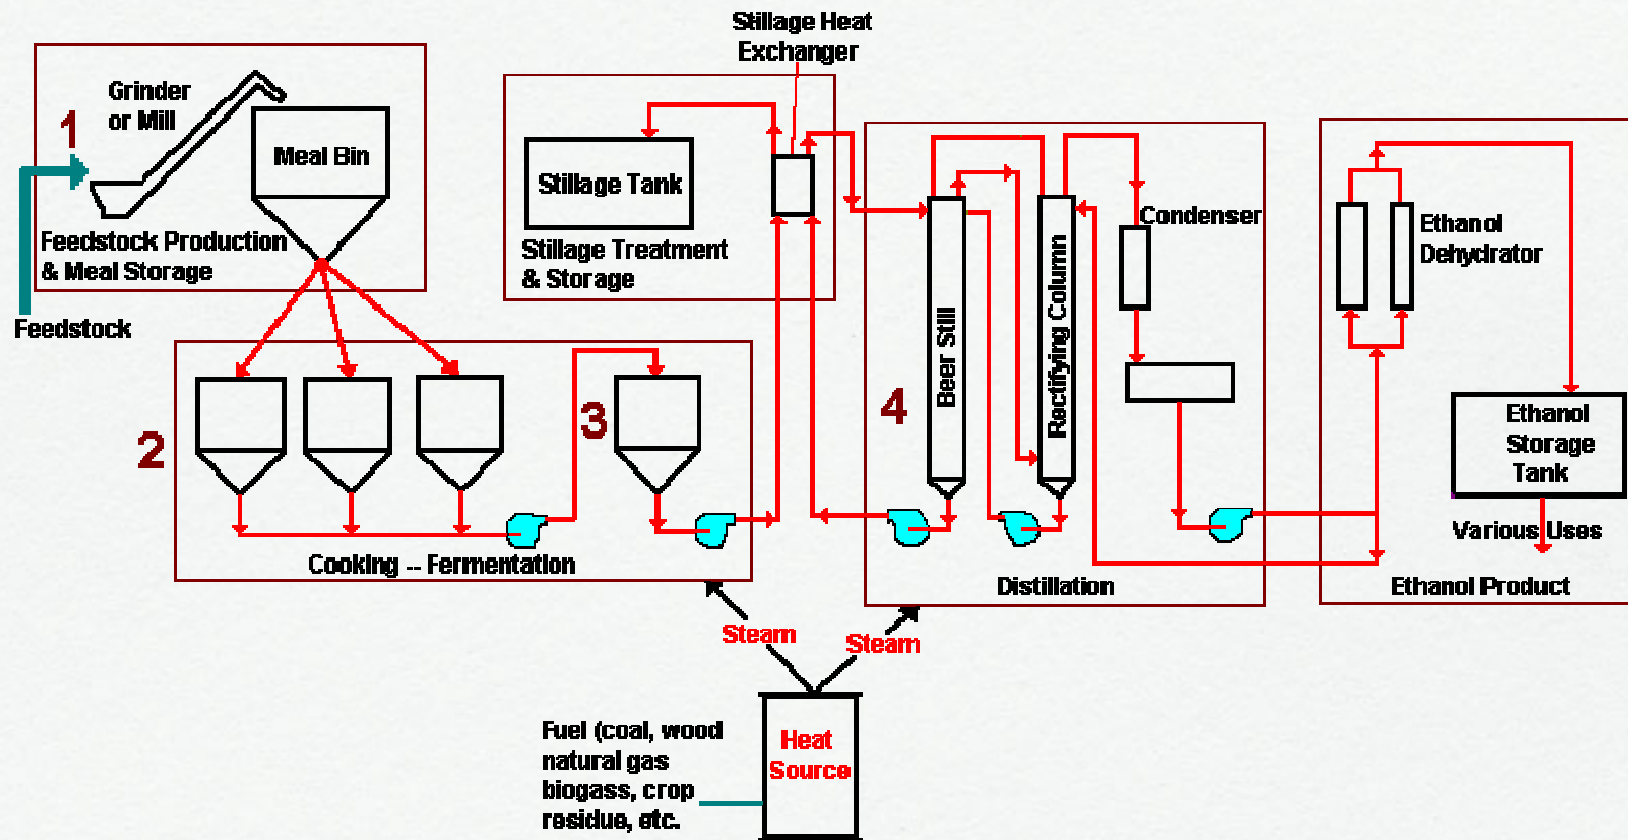 Stillage Heat
Exchanger
1
Grinder
or Mill
Meal Bin
Feedstock Production
& Meal Storage
Feedstock
Stillage Tank
Stillage Treatment
& Storage
2
3
Cooking -- Fermentation
4
Beer Still
Rectifying Column
Condenser
Distillation
Ethanol
Dehydrator
Ethanol
Storage
Tank
Various Uses
Ethanol Product
Steam
Steam
Heat
Source
Fuel (coal, wood
natural gas
biogass, crop
residue, etc.